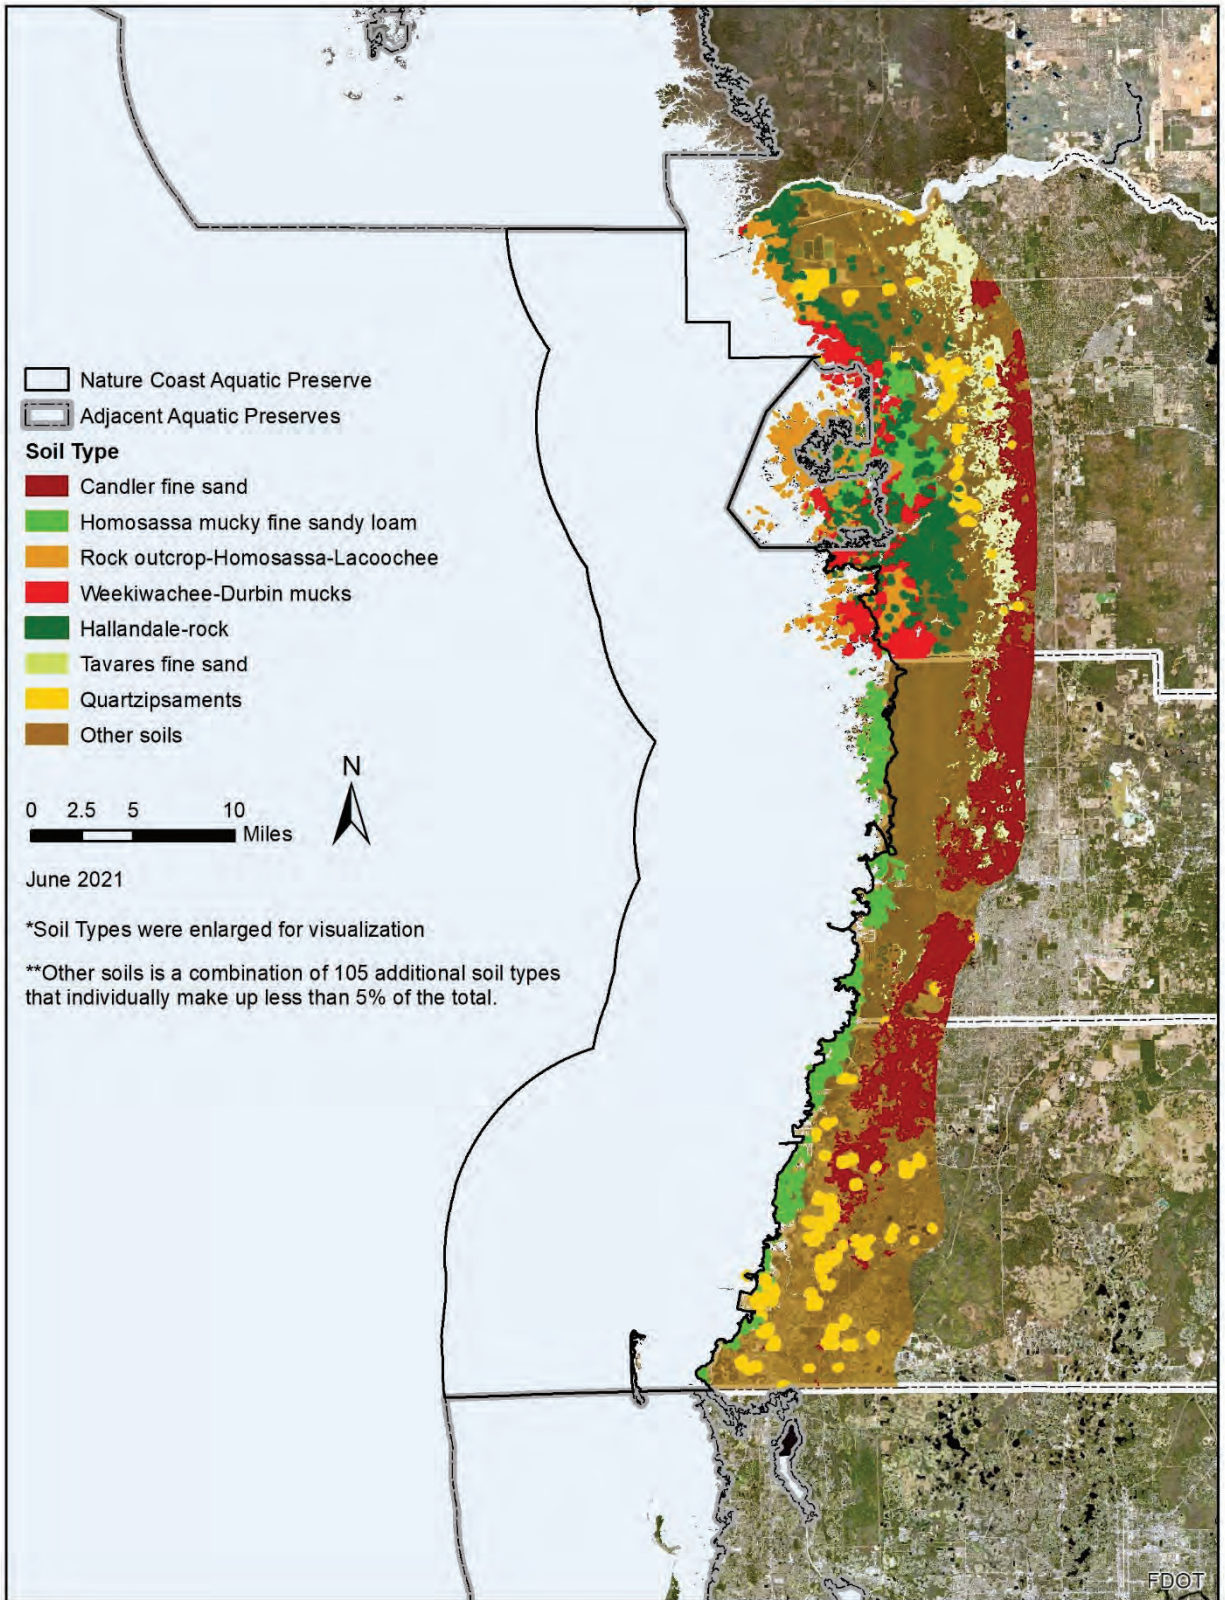 Nature Coast Aquatic Preserve
Adjacent Aquatic Preserves
Soil Type
Candler fine sand
Homosassa mucky fine sandy loam
Rock outcrop-Homosassa-Lacoochee
Weekiwachee-Durbin mucks
Hallandale-rock
Tavares fine sand
Quartzipsaments
Other soils
N
0 2.5 5 10
Miles
June 2021
*Soil Types were enlarged for visualization
**Other soils is a combination of 105 additional soil types
that individually make up less than 5% of the total.
FDOT